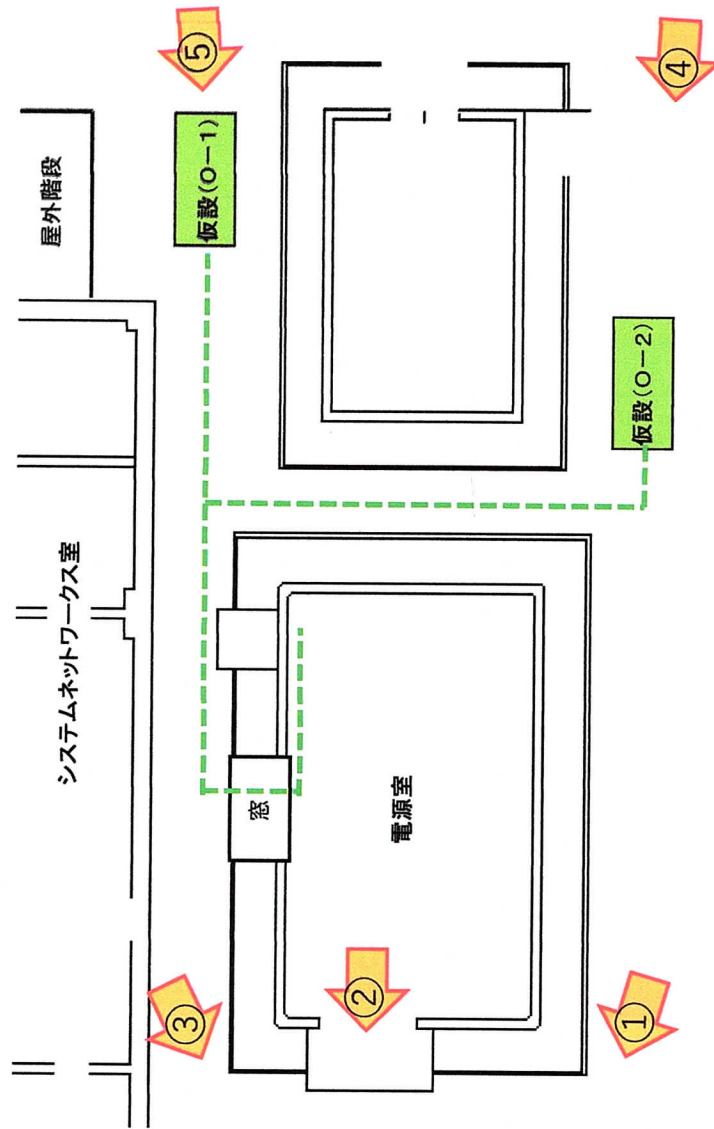 屋外階段
システムネットワークス室
⑤
仮設(O-1)
④
仮設(O-2)
窓
電源室
③
②
①